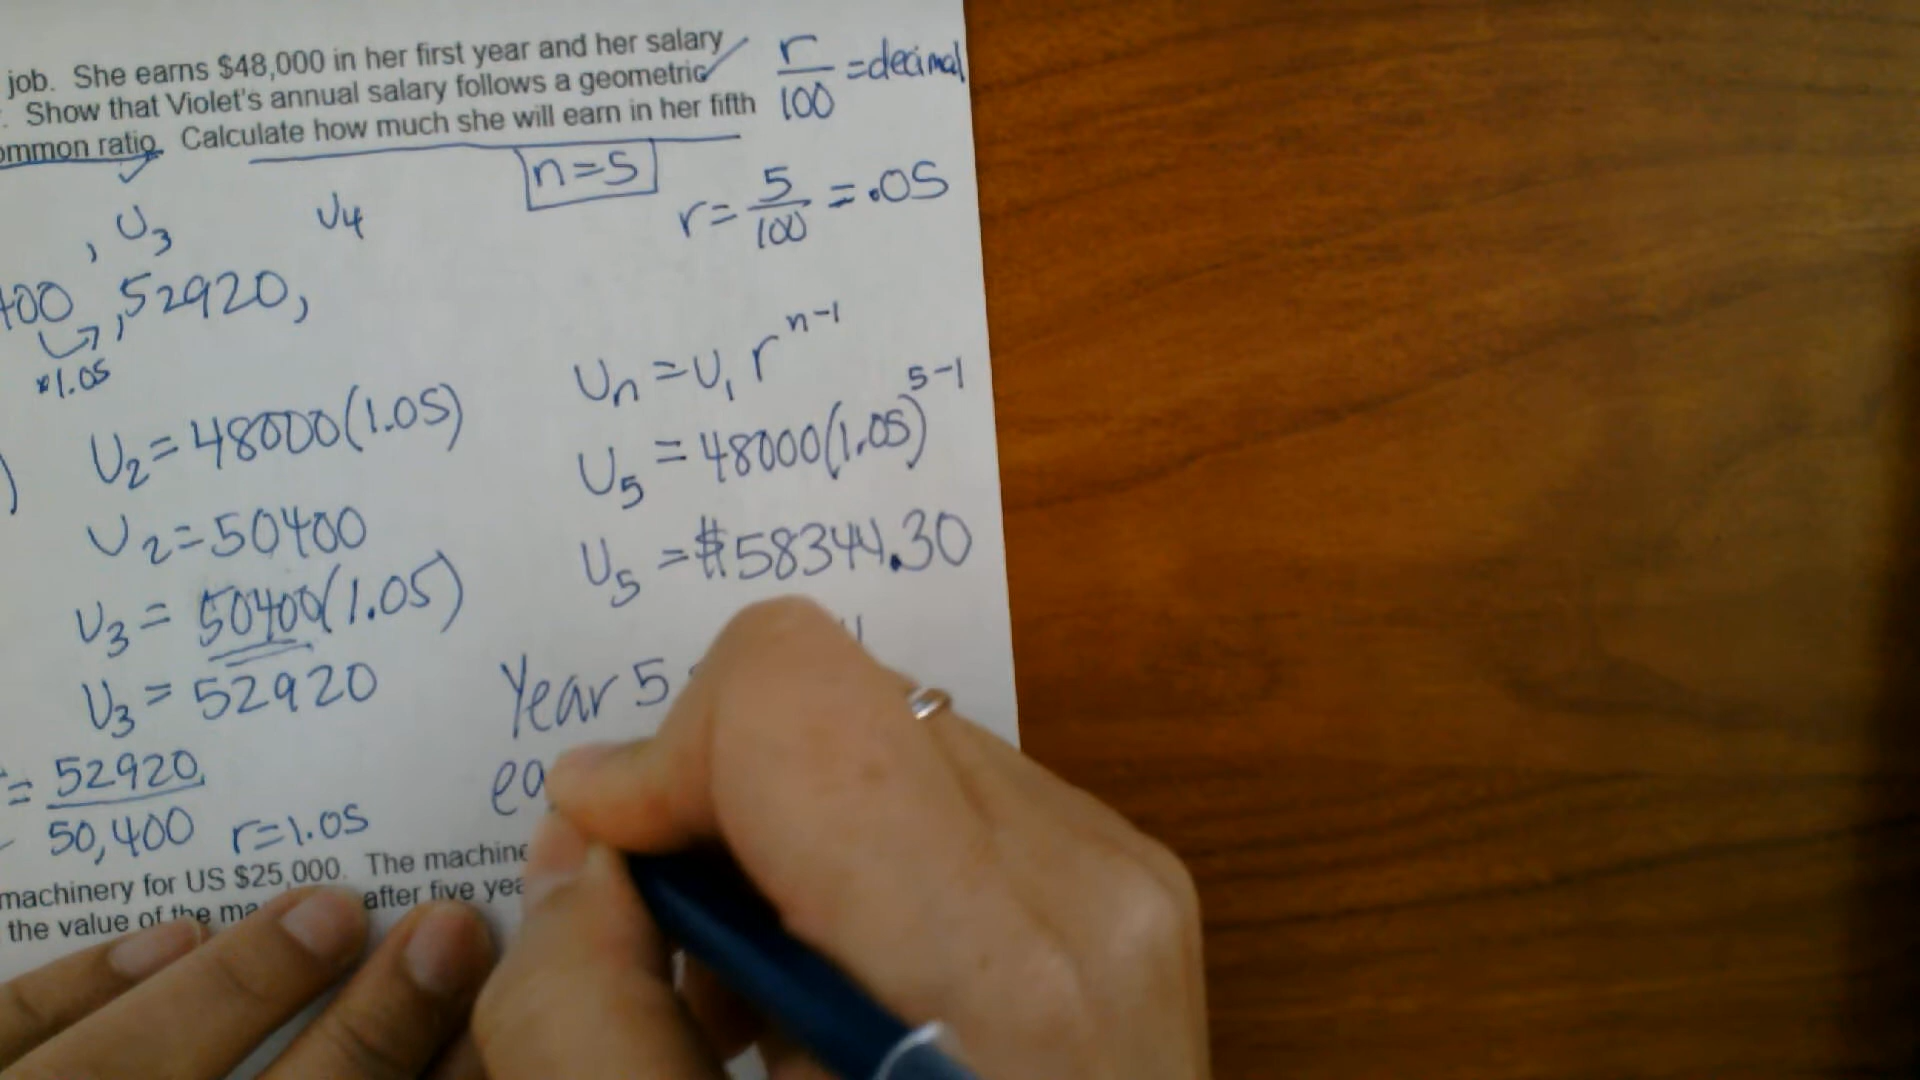 job. She earns $48,000 in her first year and her salary
. Show that Violet's annual salary follows a geometric
ommon ratio. Calculate how much she will earn in her fifth
r/100 = decimal
n=5
r = 5/100 = .05
, U3 U4
400, 52920,
*1.05
U2 = 48000(1.05)
U2 = 50400
U3 = 50400(1.05)
U3 = 52920
= 52920/50,400 r=1.05
Un = U1 r^n-1
U5 = 48000(1.05)^5-1
U5 = $58344.30
Year 5
machinery for US $25,000. The machine
the value of the ma after five yea